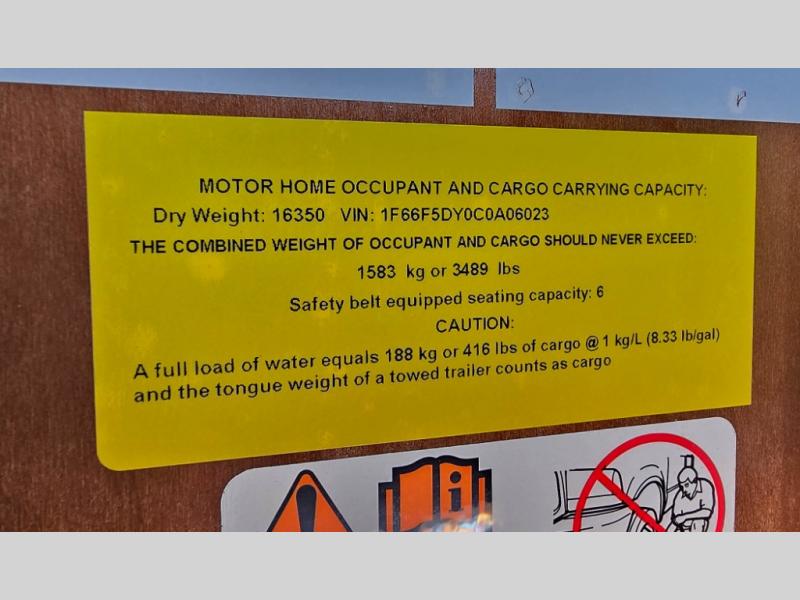 MOTOR HOME OCCUPANT AND CARGO CARRYING CAPACITY:
Dry Weight: 16350 VIN: 1F66F5DY0C0A06023
THE COMBINED WEIGHT OF OCCUPANT AND CARGO SHOULD NEVER EXCEED:
1583 kg or 3489 lbs
Safety belt equipped seating capacity: 6
CAUTION:
A full load of water equals 188 kg or 416 lbs of cargo @ 1 kg/L (8.33 lb/gal)
and the tongue weight of a towed trailer counts as cargo